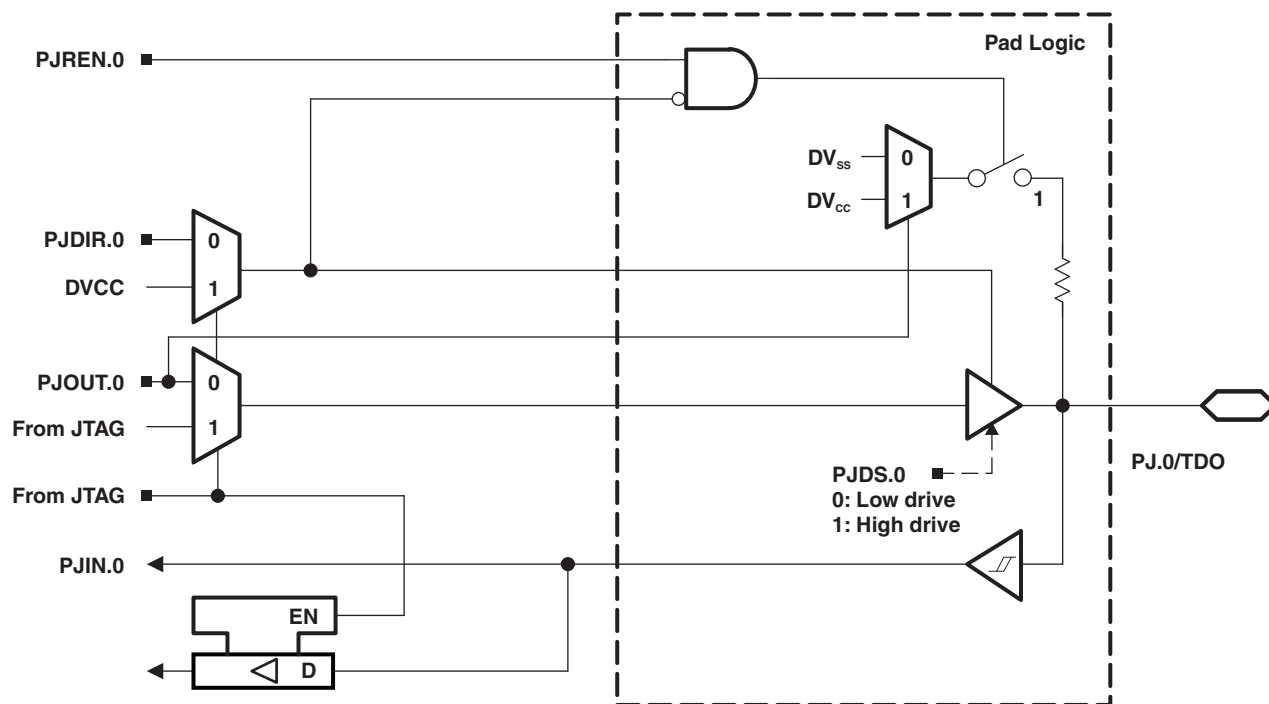 Pad Logic
PJREN.0
DVSS
0
DVCC
1
1
PJDIR.0
0
DVCC
1
PJOUT.0
0
From JTAG
1
PJ.0/TDO
PJDS.0
0: Low drive
1: High drive
From JTAG
PJIN.0
EN
D